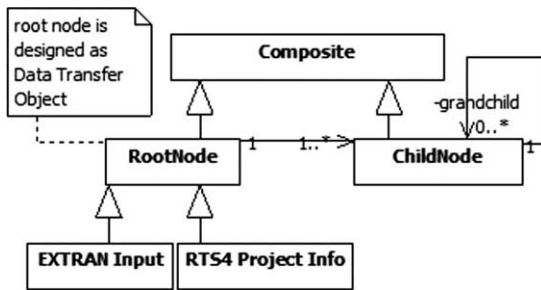 root node is
designed as
Data Transfer
Object
Composite
-grandchild
0..*
RootNode
1
1..*
ChildNode
1
EXTRAN Input
RTS4 Project Info